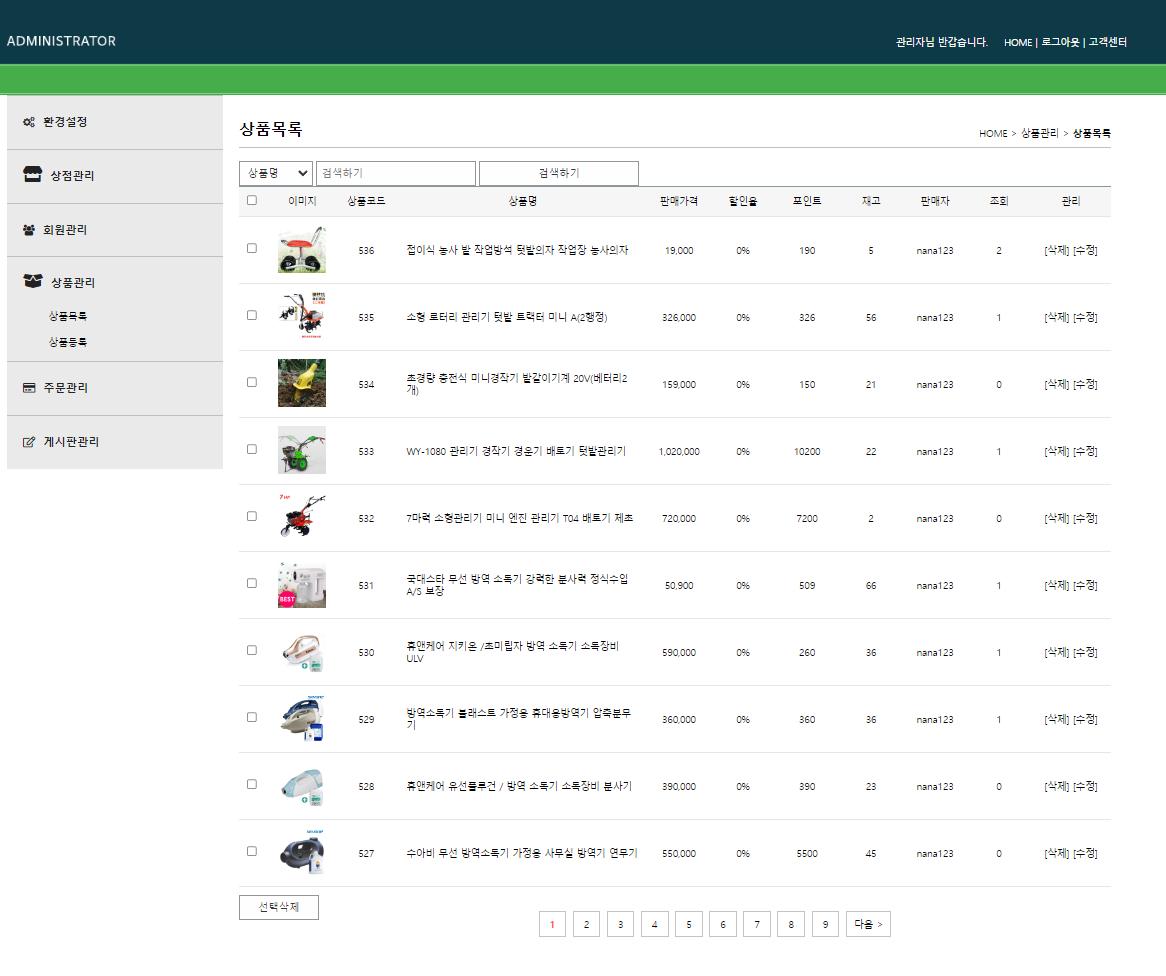 ADMINISTRATOR
관리자님 반갑습니다. HOME | 로그아웃 | 고객센터
환경설정
상점관리
회원관리
상품관리
상품목록
상품등록
주문관리
게시판관리
상품목록
HOME > 상품관리 > 상품목록
상품명 검색하기 검색하기
이미지 상품코드 상품명 판매가격 할인율 포인트 재고 판매자 조회 관리
536 접이식 농사 밭 작업방석 텃밭의자 작업장 농사의자 19,000 0% 190 5 nana123 2 [삭제] [수정]
535 소형 로터리 관리기 텃밭 트랙터 미니 A(2행정) 326,000 0% 326 56 nana123 1 [삭제] [수정]
534 초경량 충전식 미니경작기 밭갈이기계 20V(베터리2
개) 159,000 0% 150 21 nana123 0 [삭제] [수정]
533 WY-1080 관리기 경작기 경운기 배토기 텃밭관리기 1,020,000 0% 10200 22 nana123 1 [삭제] [수정]
7 HP
532 7마력 소형관리기 미니 엔진 관리기 T04 배토기 제초 720,000 0% 7200 2 nana123 0 [삭제] [수정]
BEST
531 국대스타 무선 방역 소독기 강력한 분사력 정식수입
A/S 보장 50,900 0% 509 66 nana123 1 [삭제] [수정]
530 휴앤케어 지키온 /초미립자 방역 소독기 소독장비
ULV 590,000 0% 260 36 nana123 1 [삭제] [수정]
529 방역소독기 블래스트 가정용 휴대용방역기 압축분무
기 360,000 0% 360 36 nana123 1 [삭제] [수정]
528 휴앤케어 유선플루건 / 방역 소독기 소독장비 분사기 390,000 0% 390 23 nana123 0 [삭제] [수정]
527 수아비 무선 방역소독기 가정용 사무실 방역기 연무기 550,000 0% 5500 45 nana123 0 [삭제] [수정]
선택삭제
1 2 3 4 5 6 7 8 9 다음 >